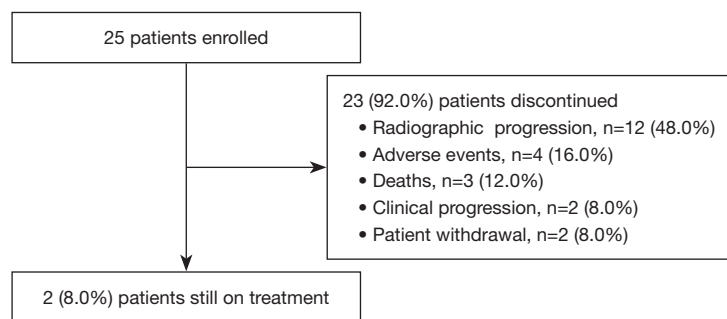 25 patients enrolled
23 (92.0%) patients discontinued
• Radiographic progression, n=12 (48.0%)
• Adverse events, n=4 (16.0%)
• Deaths, n=3 (12.0%)
• Clinical progression, n=2 (8.0%)
• Patient withdrawal, n=2 (8.0%)
2 (8.0%) patients still on treatment